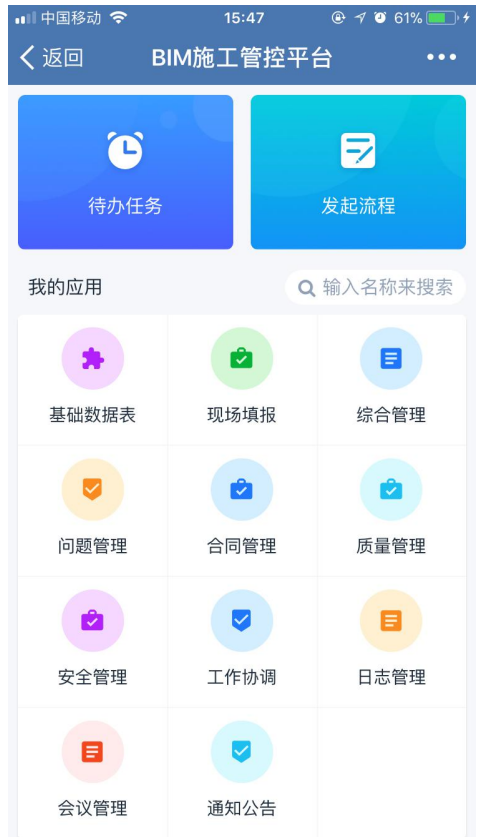 中国移动 15:47 61%
返回 BIM施工管控平台
待办任务 发起流程
我的应用 输入名称来搜索
基础数据表 现场填报 综合管理
问题管理 合同管理 质量管理
安全管理 工作协调 日志管理
会议管理 通知公告